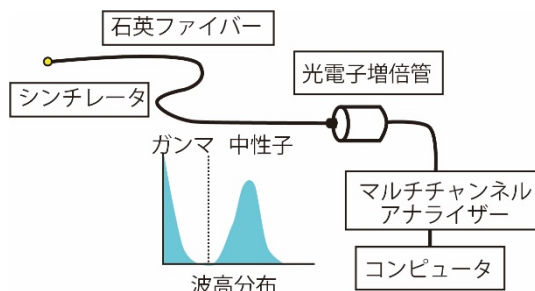 石英ファイバー
シンチレータ
光電子増倍管
ガンマ 中性子
マルチチャンネル
アナライザー
コンピュータ
波高分布